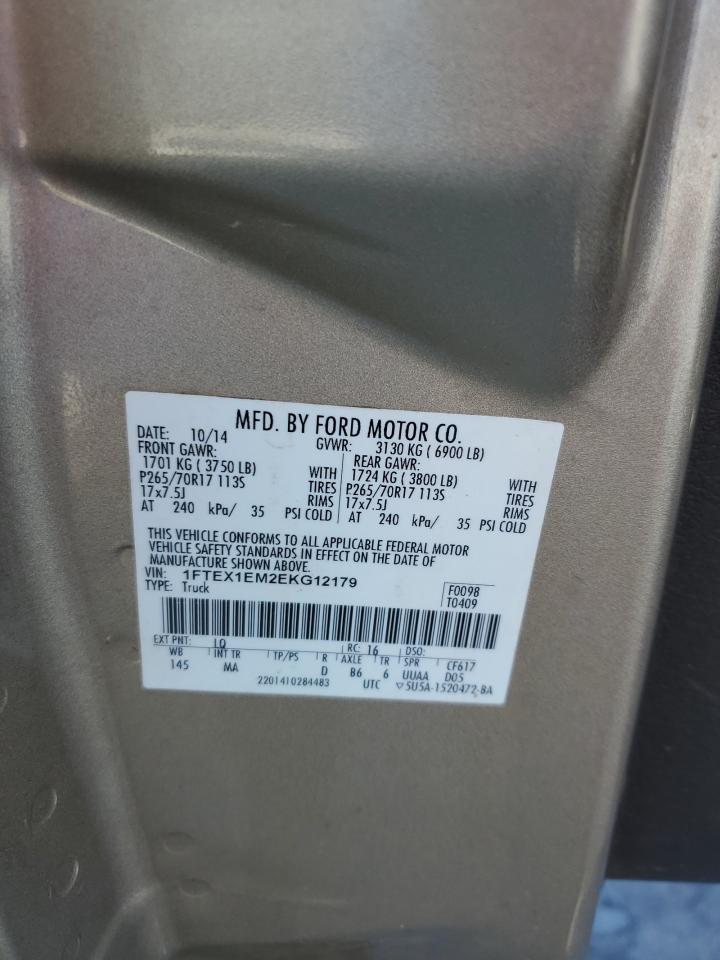 MFD. BY FORD MOTOR CO.
DATE: 10/14 GVWR: 3130 KG ( 6900 LB)
FRONT GAWR: REAR GAWR:
1701 KG ( 3750 LB) WITH 1724 KG ( 3800 LB) WITH
P265/70R17 113S TIRES P265/70R17 113S TIRES
17x7.5J RIMS 17x7.5J RIMS
AT 240 kPa/ 35 PSI COLD AT 240 kPa/ 35 PSI COLD
THIS VEHICLE CONFORMS TO ALL APPLICABLE FEDERAL MOTOR
VEHICLE SAFETY STANDARDS IN EFFECT ON THE DATE OF
MANUFACTURE SHOWN ABOVE.
VIN: 1FTEX1EM2EKG12179 F0098
TYPE: Truck T0409
EXT PNT: LQ RC: 16 DSO:
WB INT TR TP/PS R AXLE TR SPR CF617
145 MA D B6 6 UUAA D05
2201410284483 UTC ▽5U5A-1520472-BA